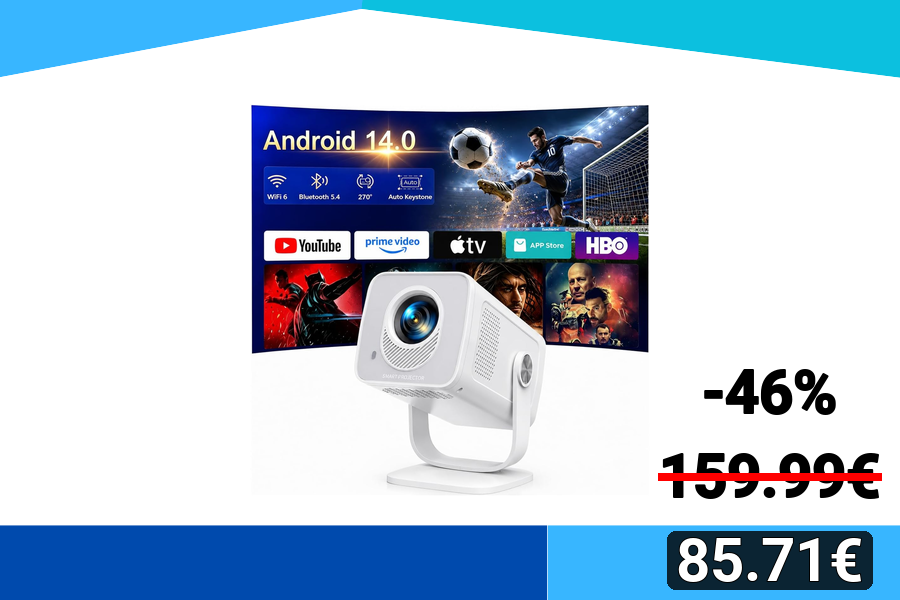 Android 14.0
WiFi 6 Bluetooth 5.4 270° Auto Keystone
Auto
10
YouTube prime video tv APP Store HBO
-46%
159.99€
85.71€